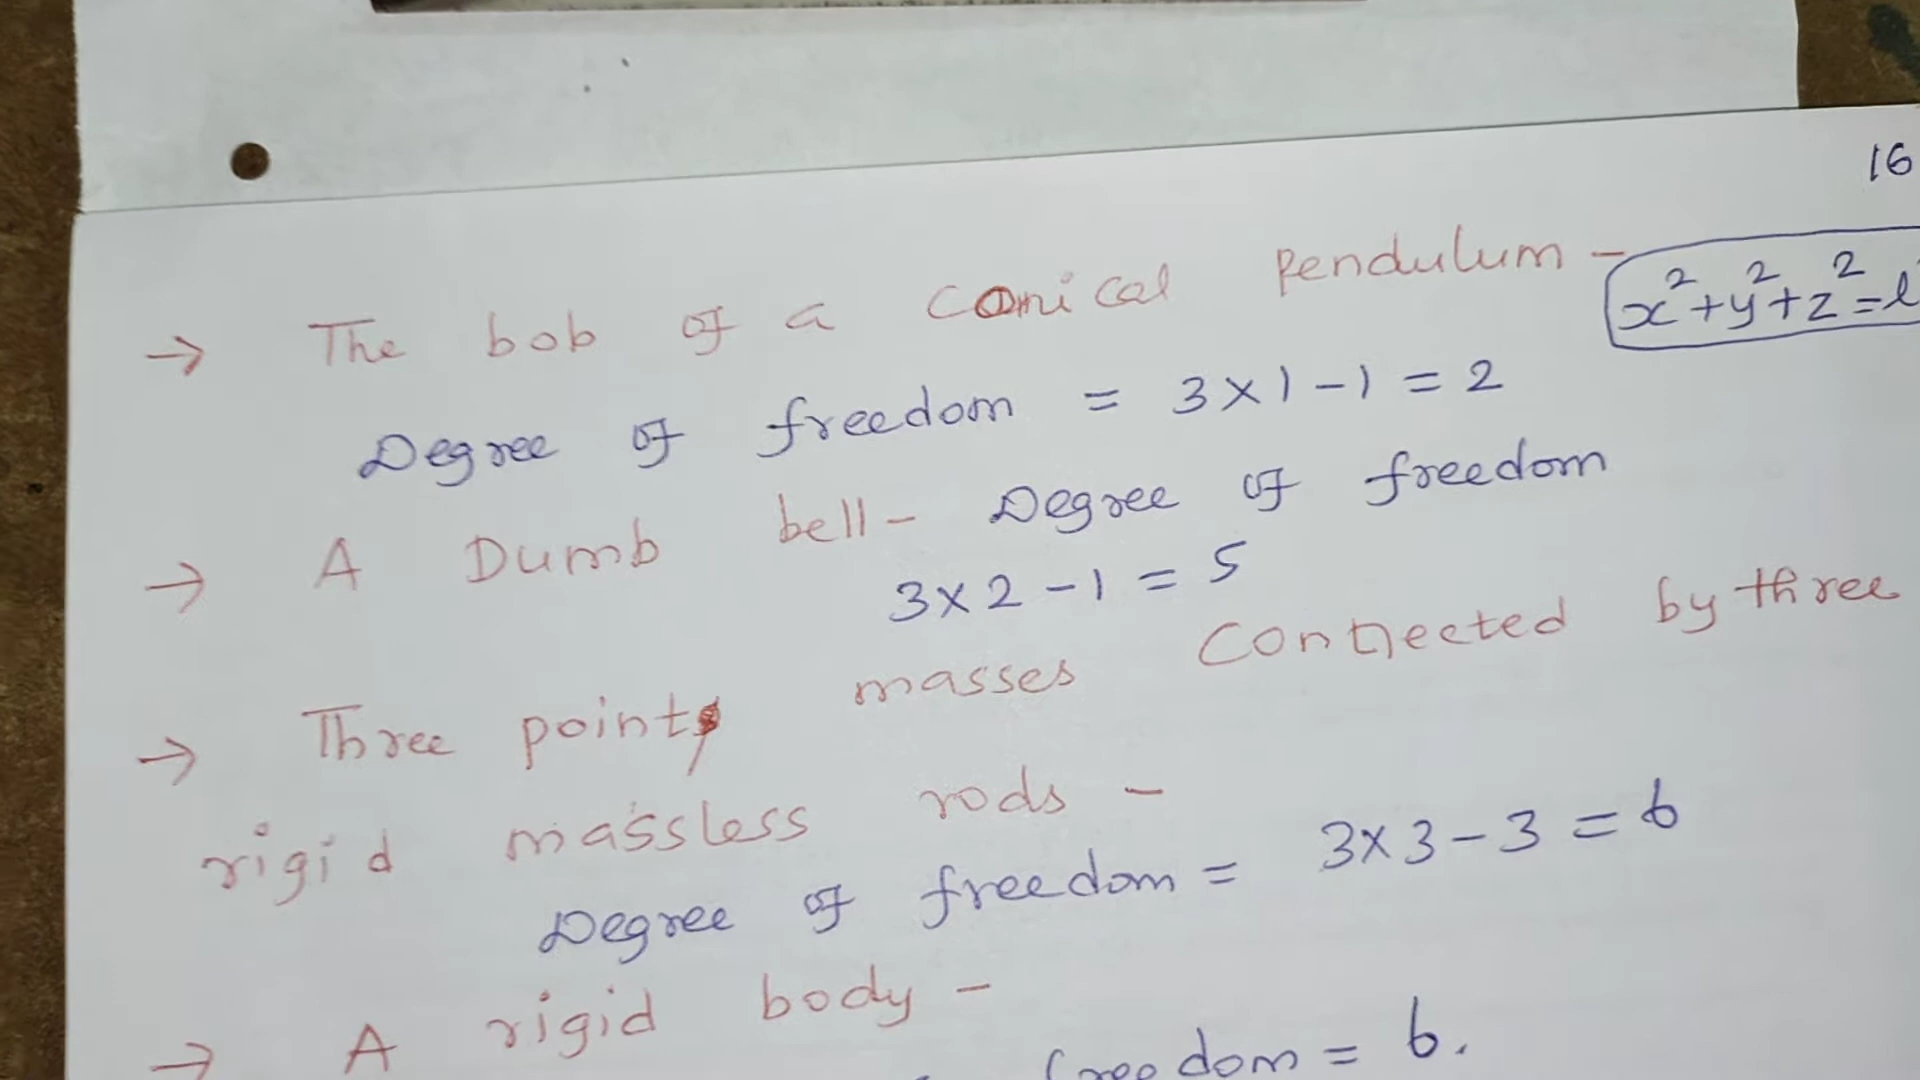 16
→ The bob of a Conical Pendulum - x²+y²+z²=l
Degree of freedom = 3×1-1 = 2
→ A Dumb bell - Degree of freedom
3×2-1 = 5
→ Three point masses Connected by three
rigid massless rods -
Degree of freedom = 3×3-3 = 6
→ A rigid body -
freedom = 6.